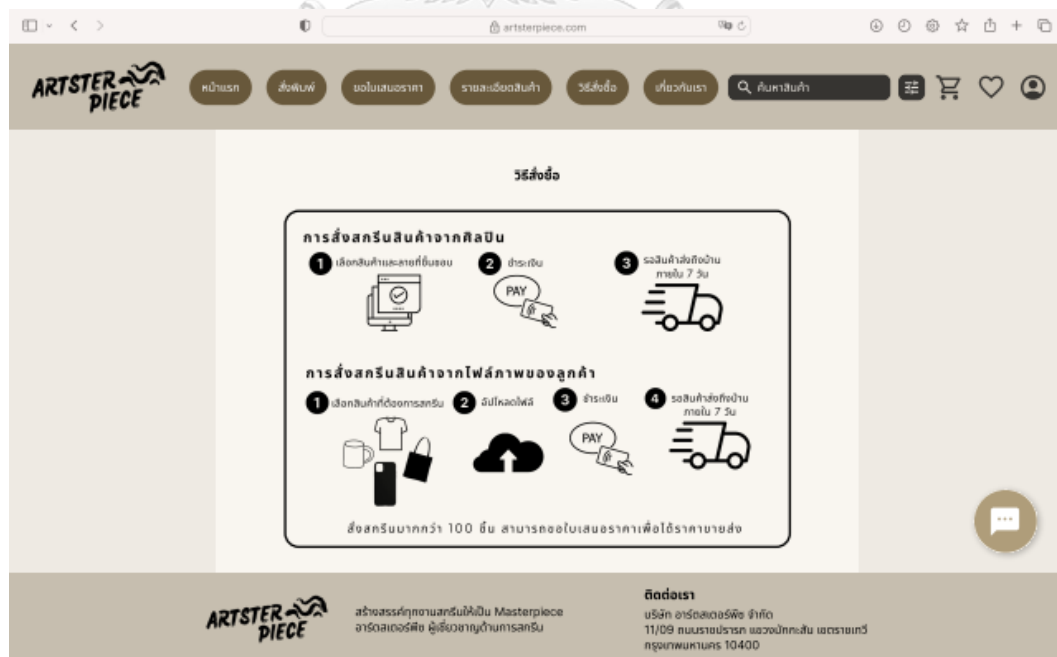 artsterpiece.com
ARTSTER
PIECE
หน้าแรก
สั่งพิมพ์
ขอใบเสนอราคา
รายละเอียดสินค้า
วิธีสั่งซื้อ
เกี่ยวกับเรา
ค้นหาสินค้า
วิธีสั่งซื้อ
การสั่งสกรีนสินค้าจากศิลปิน
1 เลือกสินค้าและลายที่ชื่นชอบ
2 ชำระเงิน
3 รอสินค้าส่งถึงบ้าน
ภายใน 7 วัน
PAY
การสั่งสกรีนสินค้าจากไฟล์ภาพของลูกค้า
1 เลือกสินค้าที่ต้องการสกรีน
2 อัปโหลดไฟล์
3 ชำระเงิน
4 รอสินค้าส่งถึงบ้าน
ภายใน 7 วัน
PAY
สั่งสกรีนมากกว่า 100 ชิ้น สามารถขอใบเสนอราคาเพื่อได้ราคาขายส่ง
ARTSTER
PIECE
สร้างสรรค์ทุกงานสกรีนให้เป็น Masterpiece
อาร์ตสเตอร์พีซ ผู้เชี่ยวชาญด้านการสกรีน
ติดต่อเรา
บริษัท อาร์ตสเตอร์พีซ จำกัด
11/09 ถนนราชปรารภ แขวงมักกะสัน เขตราชเทวี
กรุงเทพมหานคร 10400